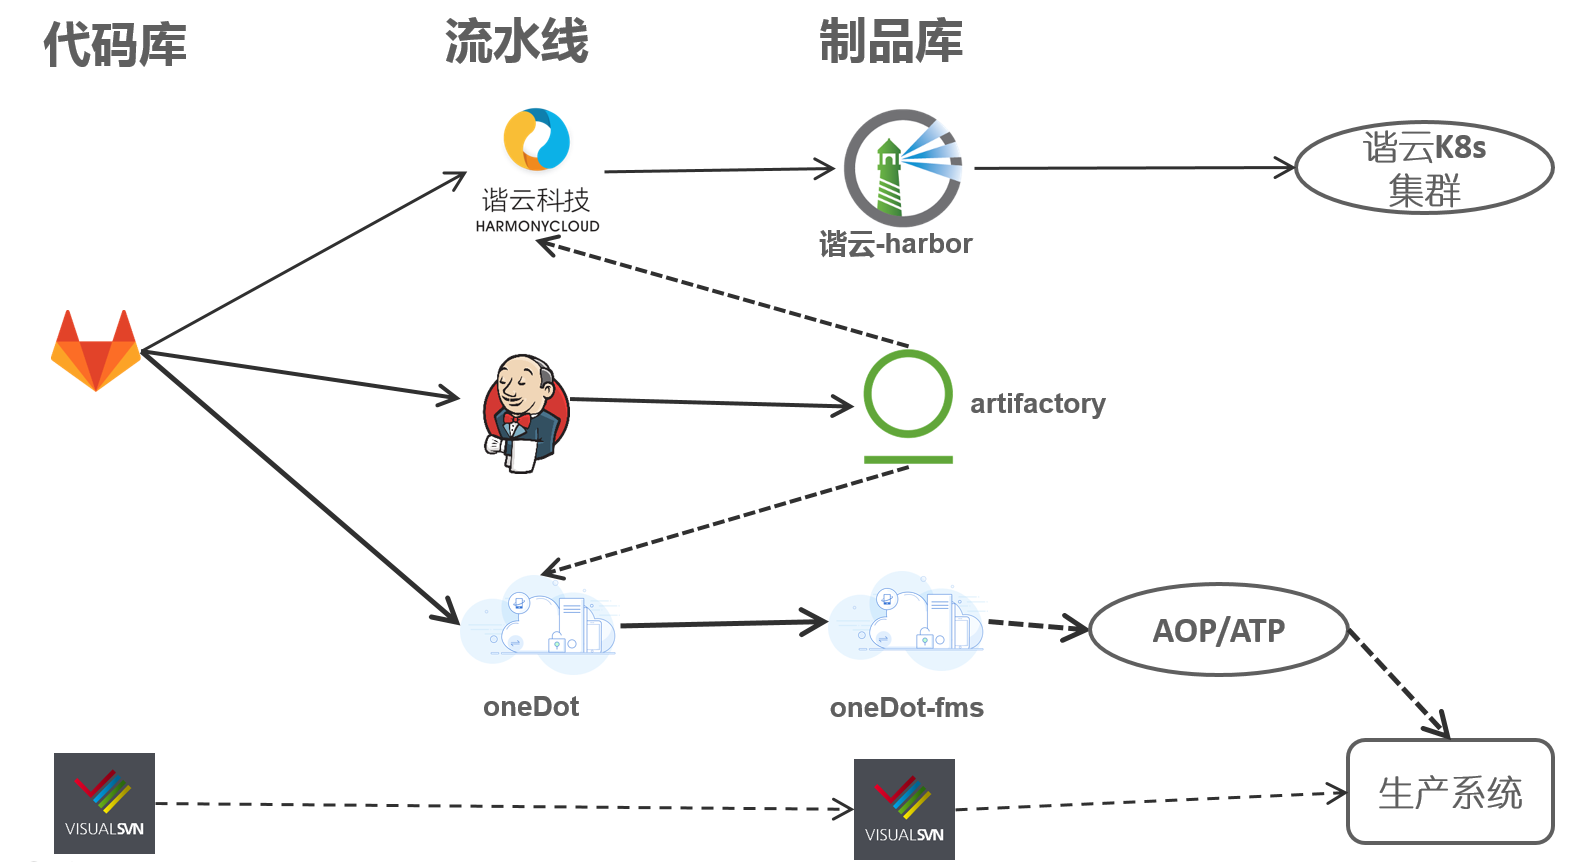 代码库
流水线
制品库
谐云科技
HARMONYCLOUD
谐云-harbor
谐云K8s
集群
artifactory
oneDot
oneDot-fms
AOP/ATP
VISUALSVN
VISUALSVN
生产系统